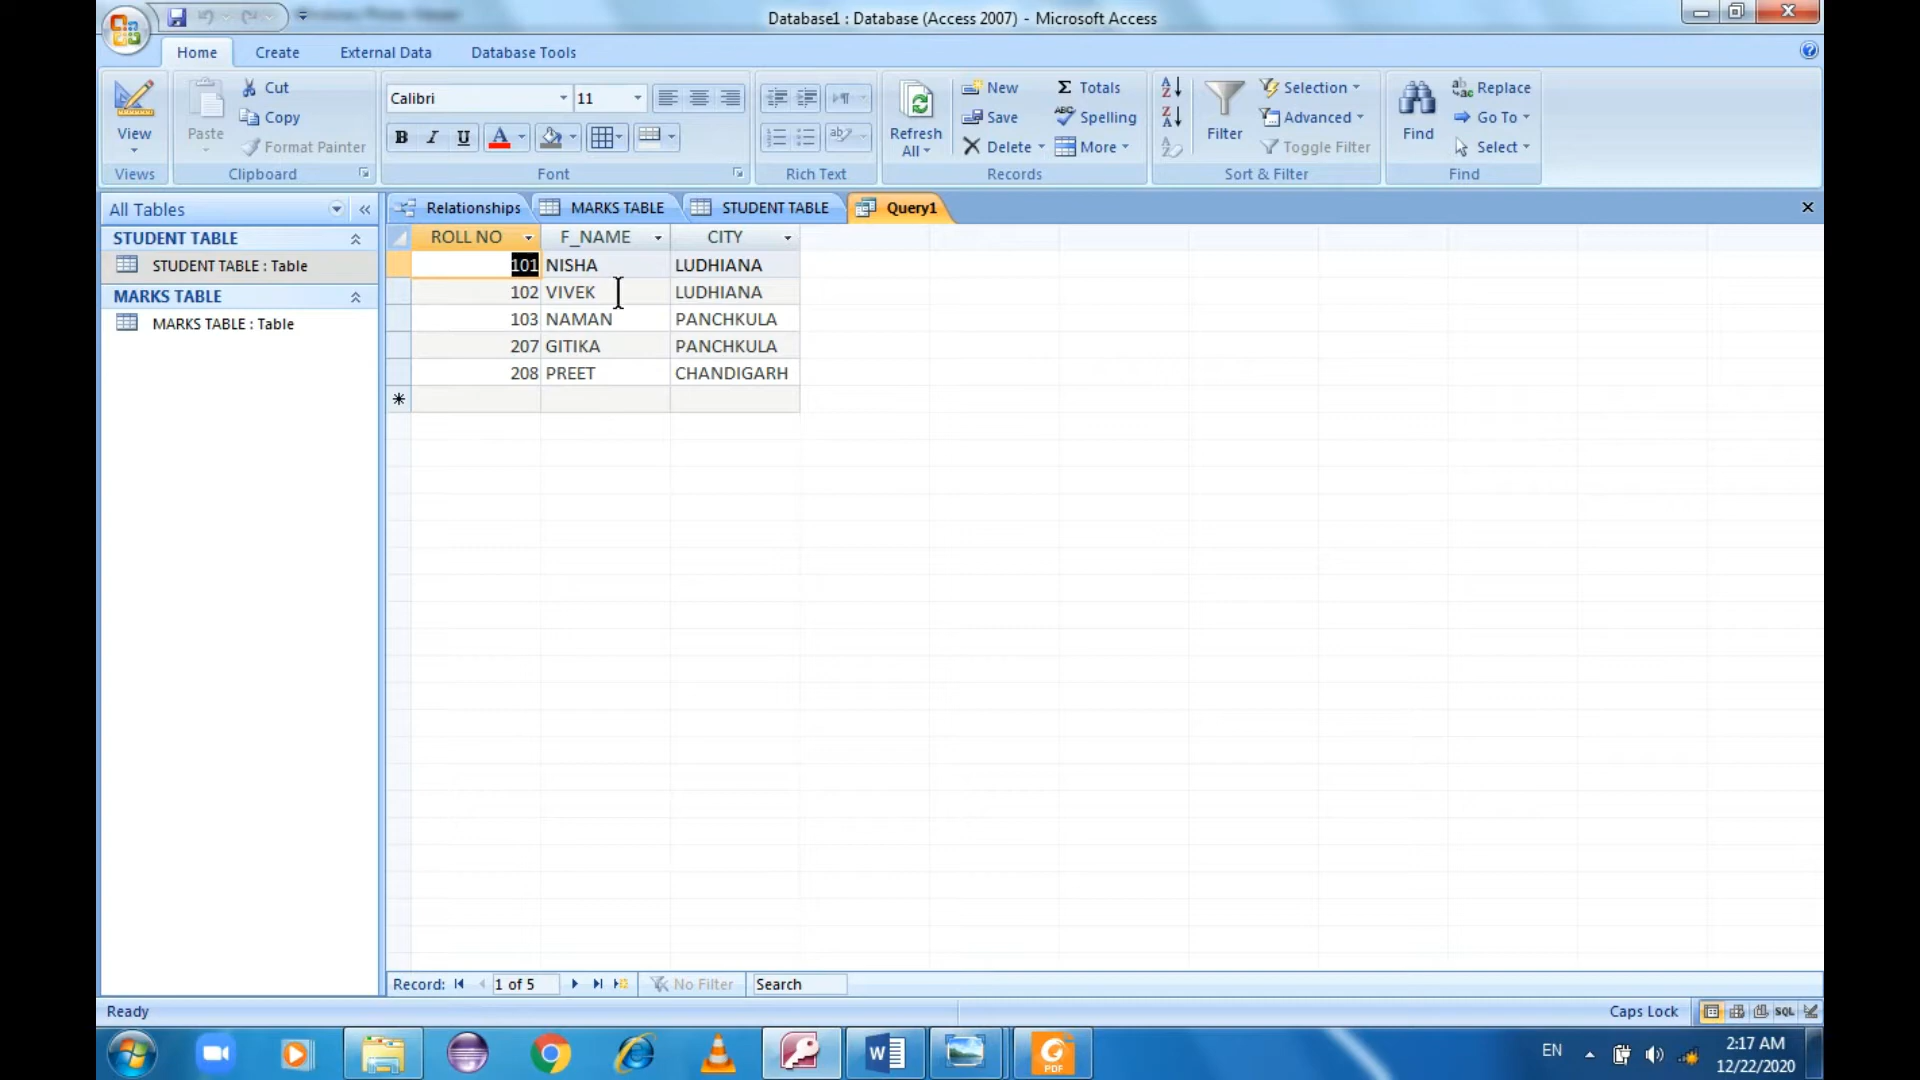 Database1 : Database (Access 2007) - Microsoft Access
Home Create External Data Database Tools
View
Paste
Cut
Copy
Format Painter
Calibri 11
B I U A
Refresh All
New
Save
Delete
Σ Totals
Spelling
More
Filter
Selection
Advanced
Toggle Filter
Find
Replace
Go To
Select
Views Clipboard Font Rich Text Records Sort & Filter Find
All Tables
Relationships MARKS TABLE STUDENT TABLE Query1
STUDENT TABLE
STUDENT TABLE : Table
MARKS TABLE
MARKS TABLE : Table
ROLL NO F_NAME CITY
101 NISHA LUDHIANA
102 VIVEK LUDHIANA
103 NAMAN PANCHKULA
207 GITIKA PANCHKULA
208 PREET CHANDIGARH
Record: 1 of 5 No Filter Search
Ready Caps Lock SQL
PDF
EN
2:17 AM
12/22/2020